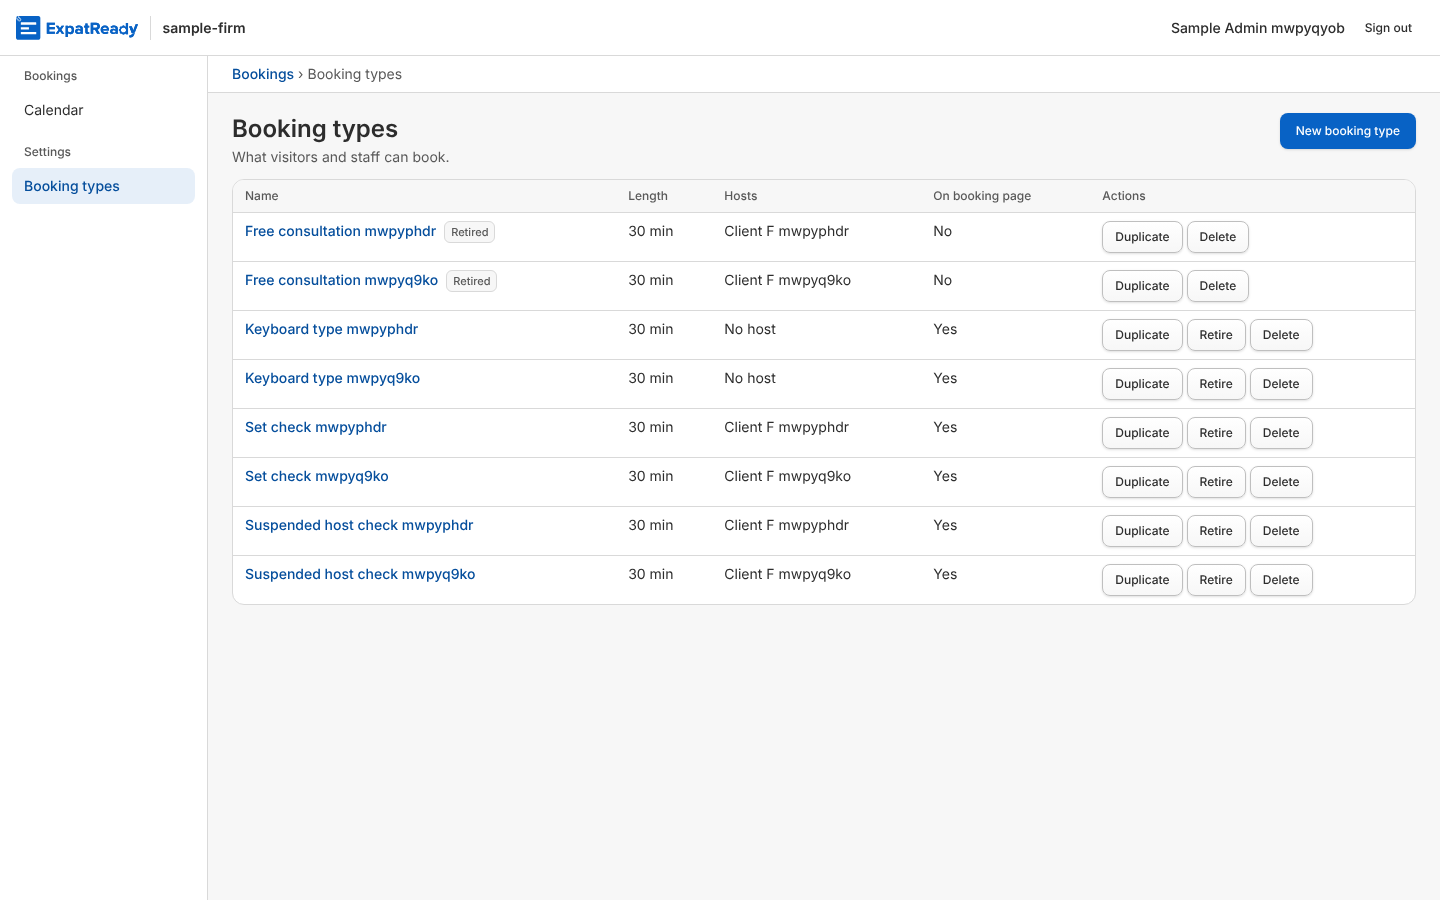 ExpatReady sample-firm Sample Admin mwpyqyob Sign out
Bookings
Calendar
Settings
Booking types
Bookings › Booking types
Booking types
What visitors and staff can book.
New booking type
Name Length Hosts On booking page Actions
Free consultation mwpyphdr Retired 30 min Client F mwpyphdr No Duplicate Delete
Free consultation mwpyq9ko Retired 30 min Client F mwpyq9ko No Duplicate Delete
Keyboard type mwpyphdr 30 min No host Yes Duplicate Retire Delete
Keyboard type mwpyq9ko 30 min No host Yes Duplicate Retire Delete
Set check mwpyphdr 30 min Client F mwpyphdr Yes Duplicate Retire Delete
Set check mwpyq9ko 30 min Client F mwpyq9ko Yes Duplicate Retire Delete
Suspended host check mwpyphdr 30 min Client F mwpyphdr Yes Duplicate Retire Delete
Suspended host check mwpyq9ko 30 min Client F mwpyq9ko Yes Duplicate Retire Delete